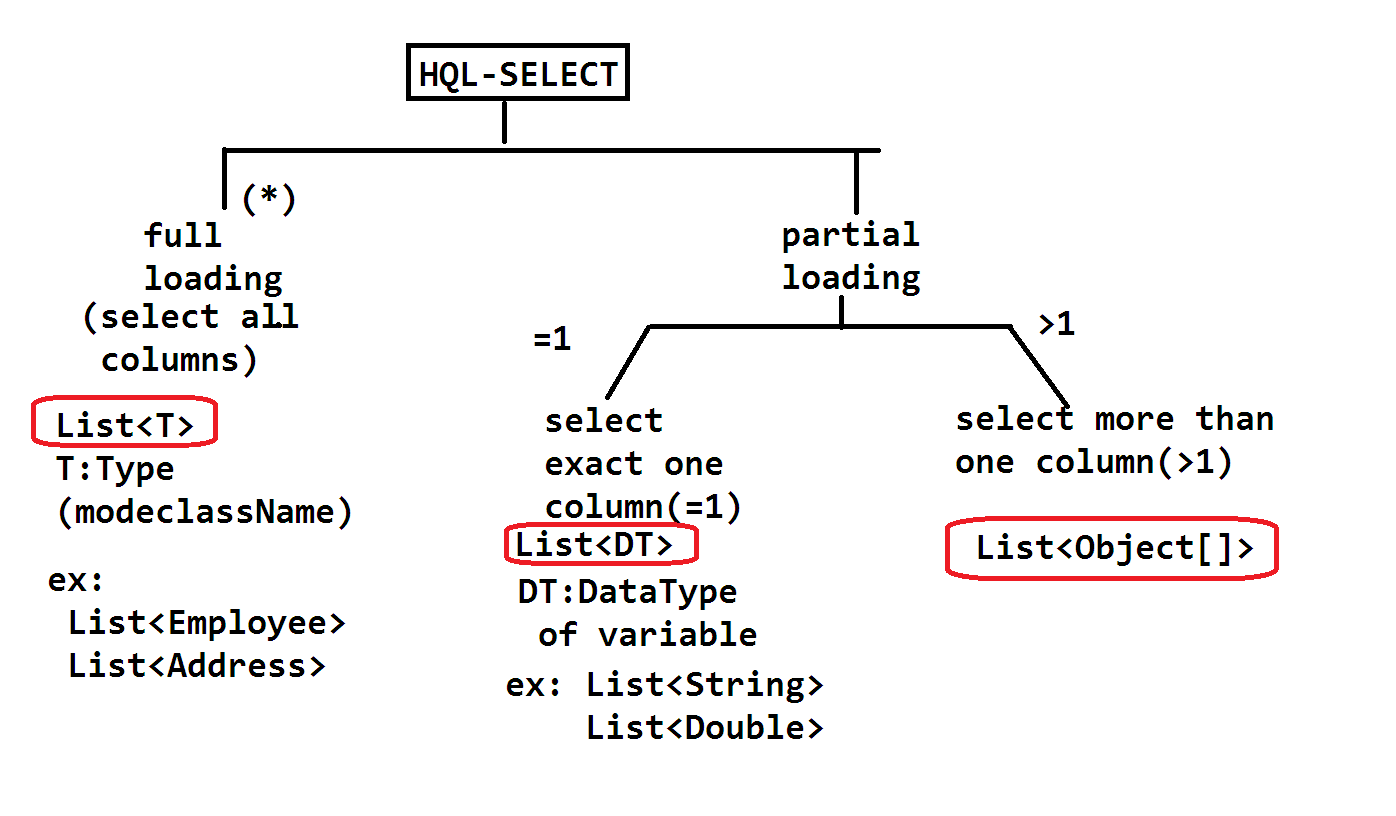 HQL-SELECT
(*)
full
loading
(select all
columns)
List<T>
T:Type
(modeclassName)
ex:
List<Employee>
List<Address>
partial
loading
=1
select
exact one
column(=1)
List<DT>
DT:DataType
of variable
ex: List<String>
List<Double>
>1
select more than
one column(>1)
List<Object[]>